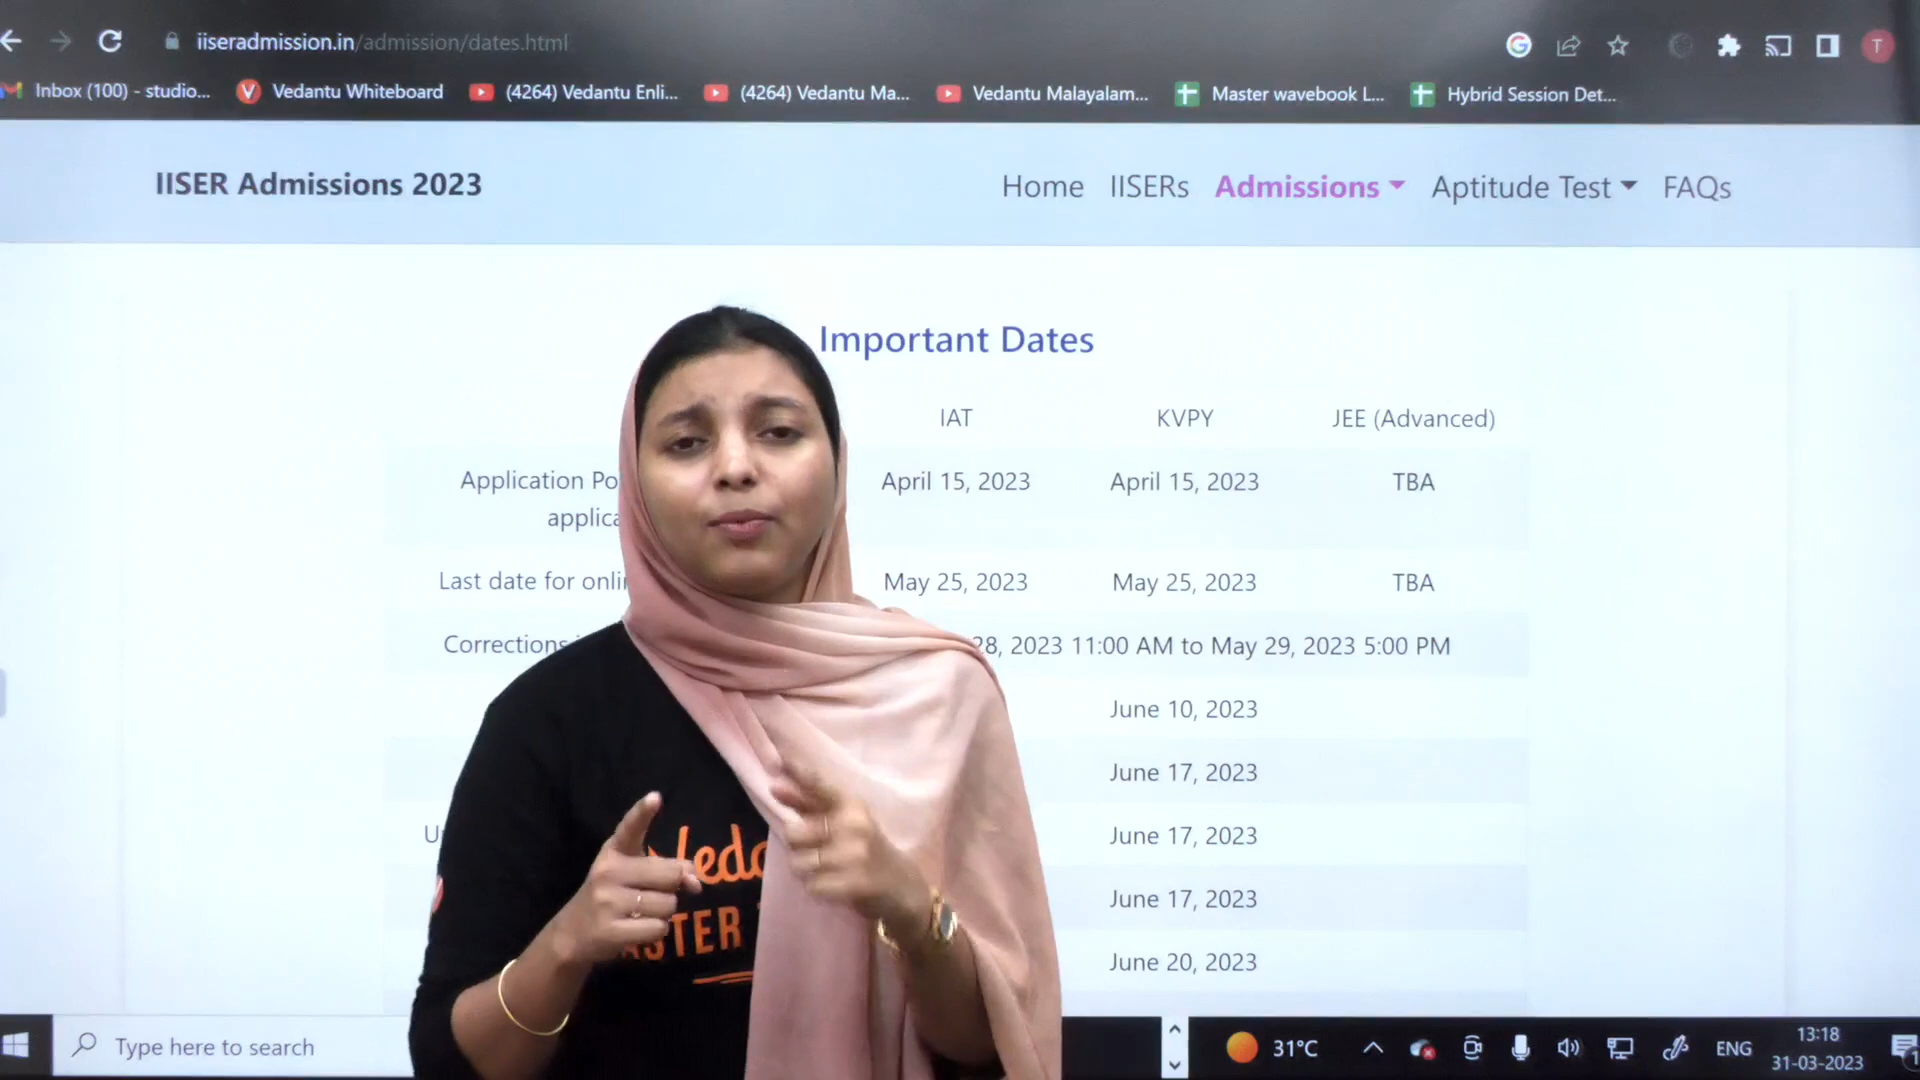 iiseradmission.in/admission/dates.html
T
Inbox (100) - studio...
Vedantu Whiteboard
(4264) Vedantu Enli...
(4264) Vedantu Ma...
Vedantu Malayalam...
Master wavebook L...
Hybrid Session Det...
IISER Admissions 2023
Home IISERs Admissions Aptitude Test FAQs
Important Dates
IAT KVPY JEE (Advanced)
Application Po
applica
April 15, 2023 April 15, 2023 TBA
Last date for onli May 25, 2023 May 25, 2023 TBA
Corrections 28, 2023 11:00 AM to May 29, 2023 5:00 PM
June 10, 2023
June 17, 2023
U June 17, 2023
June 17, 2023
June 20, 2023
Veda
ASTER
Type here to search
31°C
ENG
13:18
31-03-2023
1